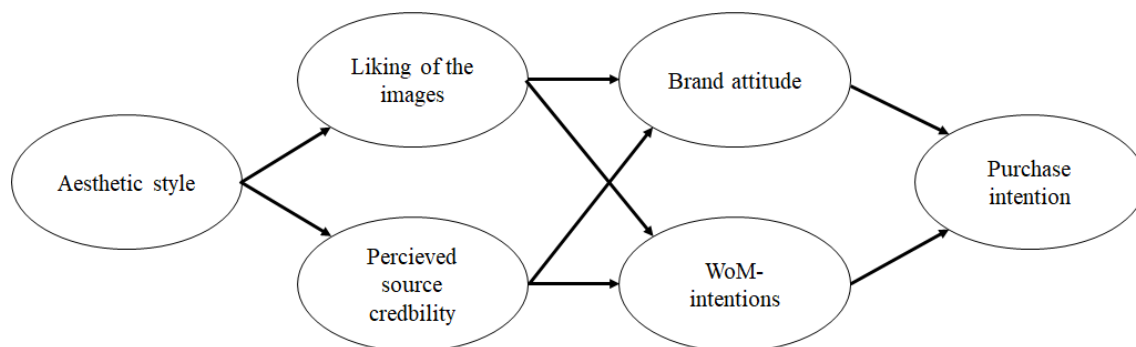 Aesthetic style
Liking of the
images
Percieved
source
credbility
Brand attitude
WoM-
intentions
Purchase
intention